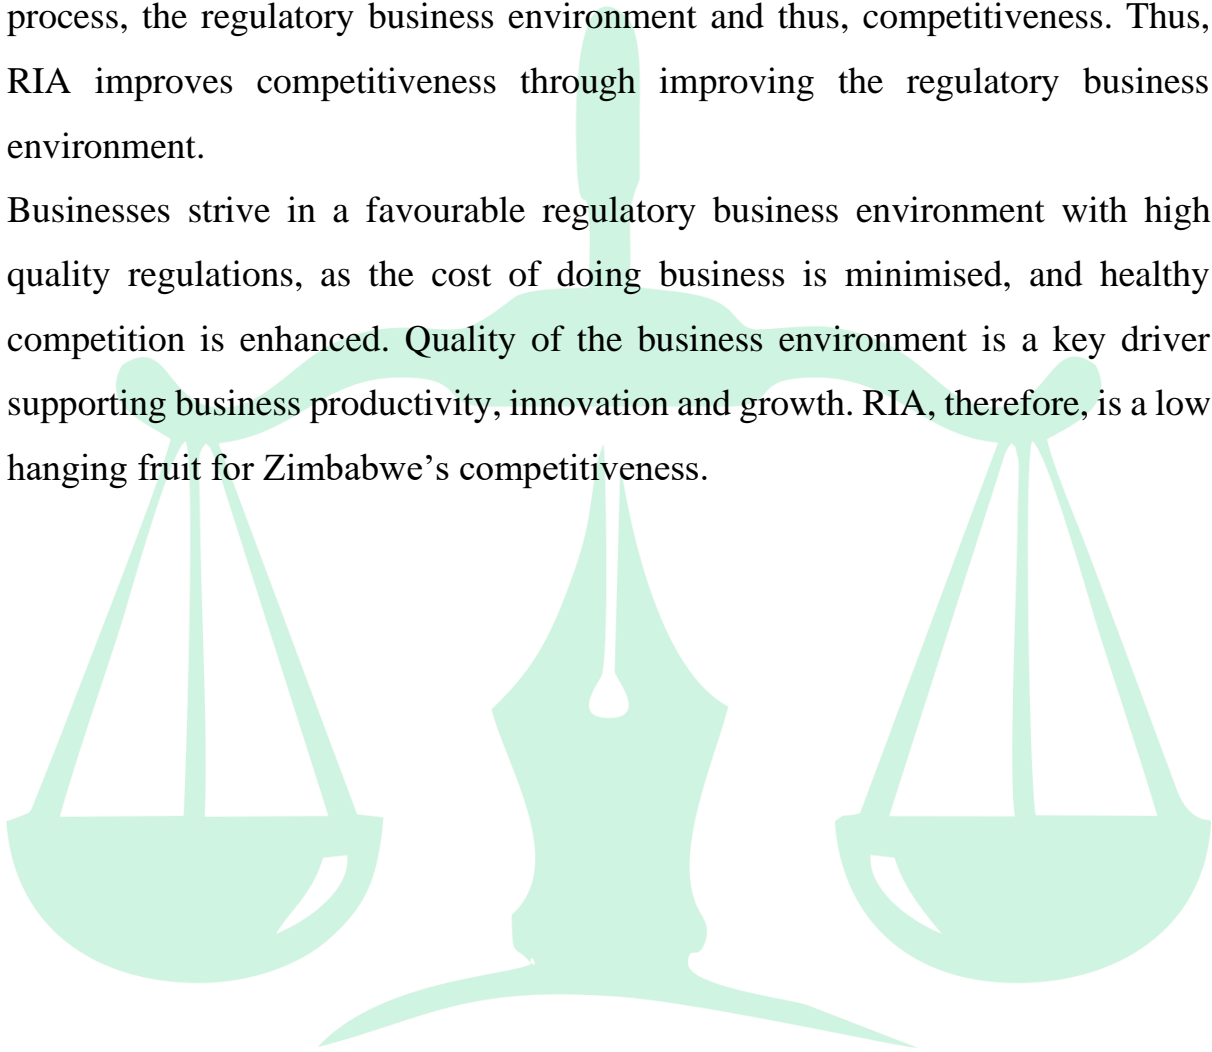 process, the regulatory business environment and thus, competitiveness. Thus,
RIA improves competitiveness through improving the regulatory business
environment.
Businesses strive in a favourable regulatory business environment with high
quality regulations, as the cost of doing business is minimised, and healthy
competition is enhanced. Quality of the business environment is a key driver
supporting business productivity, innovation and growth. RIA, therefore, is a low
hanging fruit for Zimbabwe’s competitiveness.